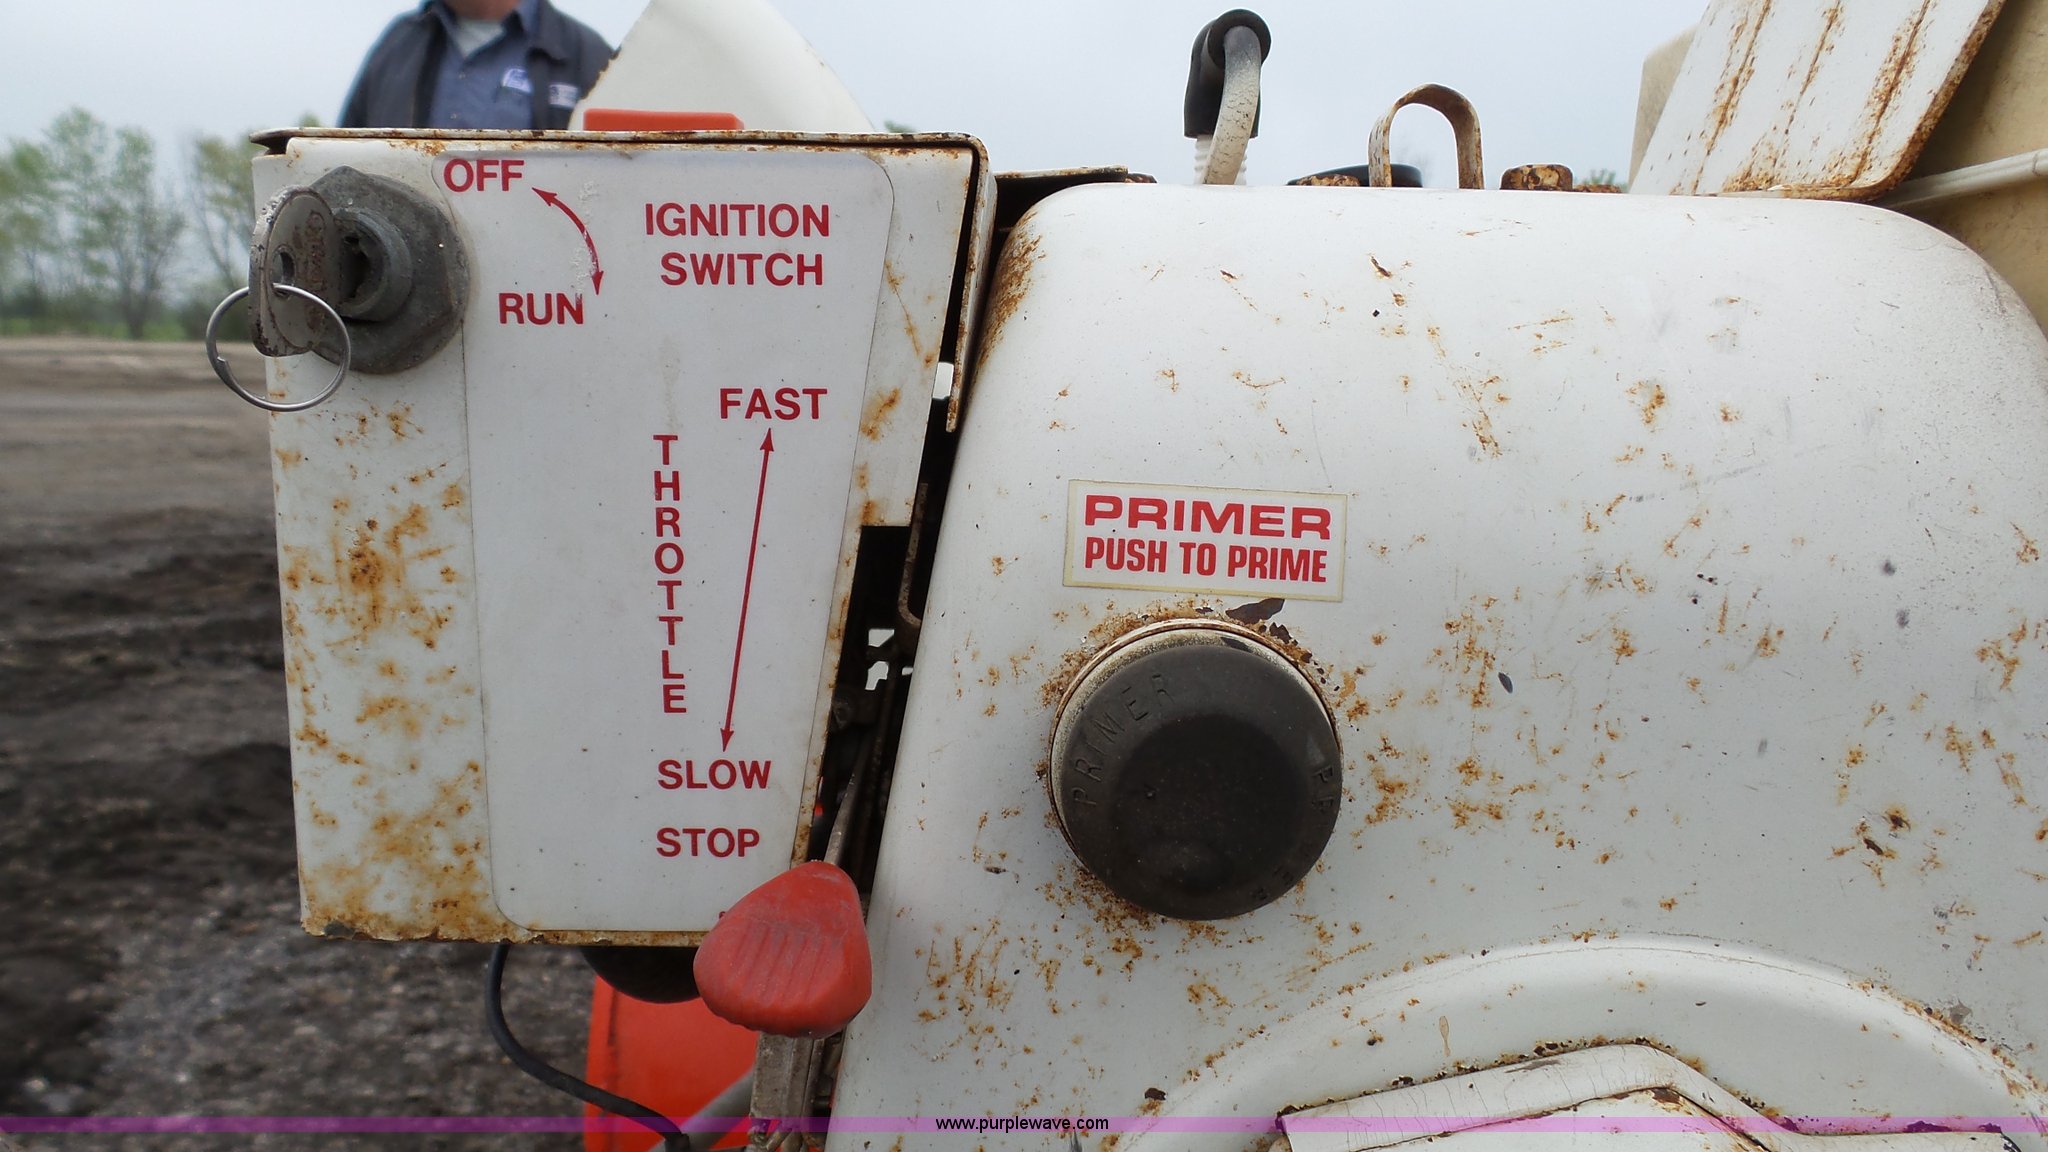 OFF
RUN
IGNITION
SWITCH
FAST
THROTTLE
SLOW
STOP
PRIMER
PUSH TO PRIME
PRIMER
www.purplewave.com